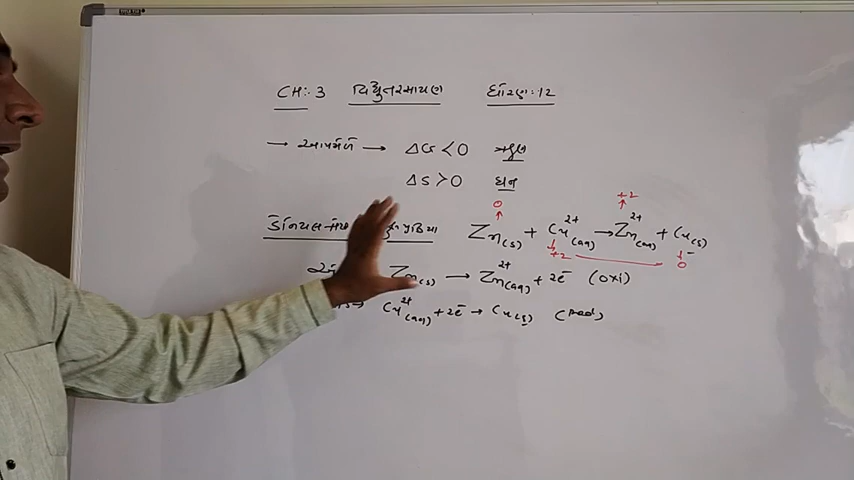 CH:- 3 વિદ્યુતરસાયણ ધોરણ:12
→ આપમેળે → ΔG < 0 ઋણ
ΔS > 0 ધન
0 +2
Zn(s) + Cu²⁺(aq) → Zn²⁺(aq) + Cu(s)
+2 0
Zn(s) → Zn²⁺(aq) + 2e⁻ (oxi)
Cu²⁺(aq) + 2e⁻ → Cu(s) (Red)